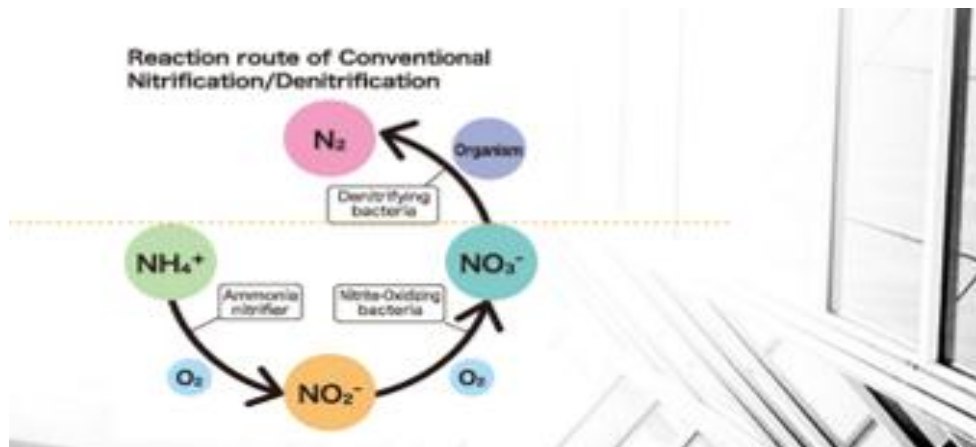 Reaction route of Conventional
Nitrification/Denitrification
N₂
Organism
Denitrifying
bacteria
NH₄⁺
NO₃⁻
Ammonia
nitrifier
Nitrite-Oxidizing
bacteria
O₂
NO₂⁻
O₂